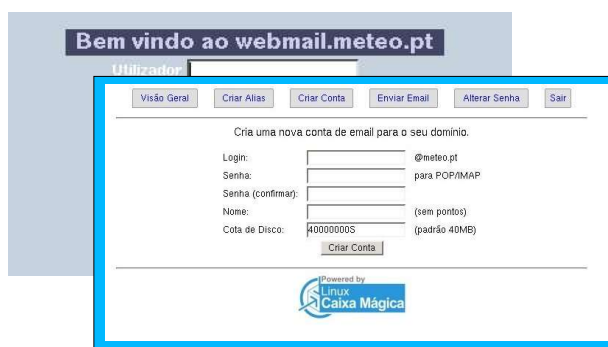 Bem vindo ao webmail.meteo.pt
Utilizador
Visão Geral Criar Alias Criar Conta Enviar Email Alterar Senha Sair
Cria uma nova conta de email para o seu domínio.
Login: @meteo.pt
Senha: para POP/IMAP
Senha (confirmar):
Nome: (sem pontos)
Cota de Disco: 40000000S (padrão 40MB)
Criar Conta
Powered by
Linux
Caixa Mágica